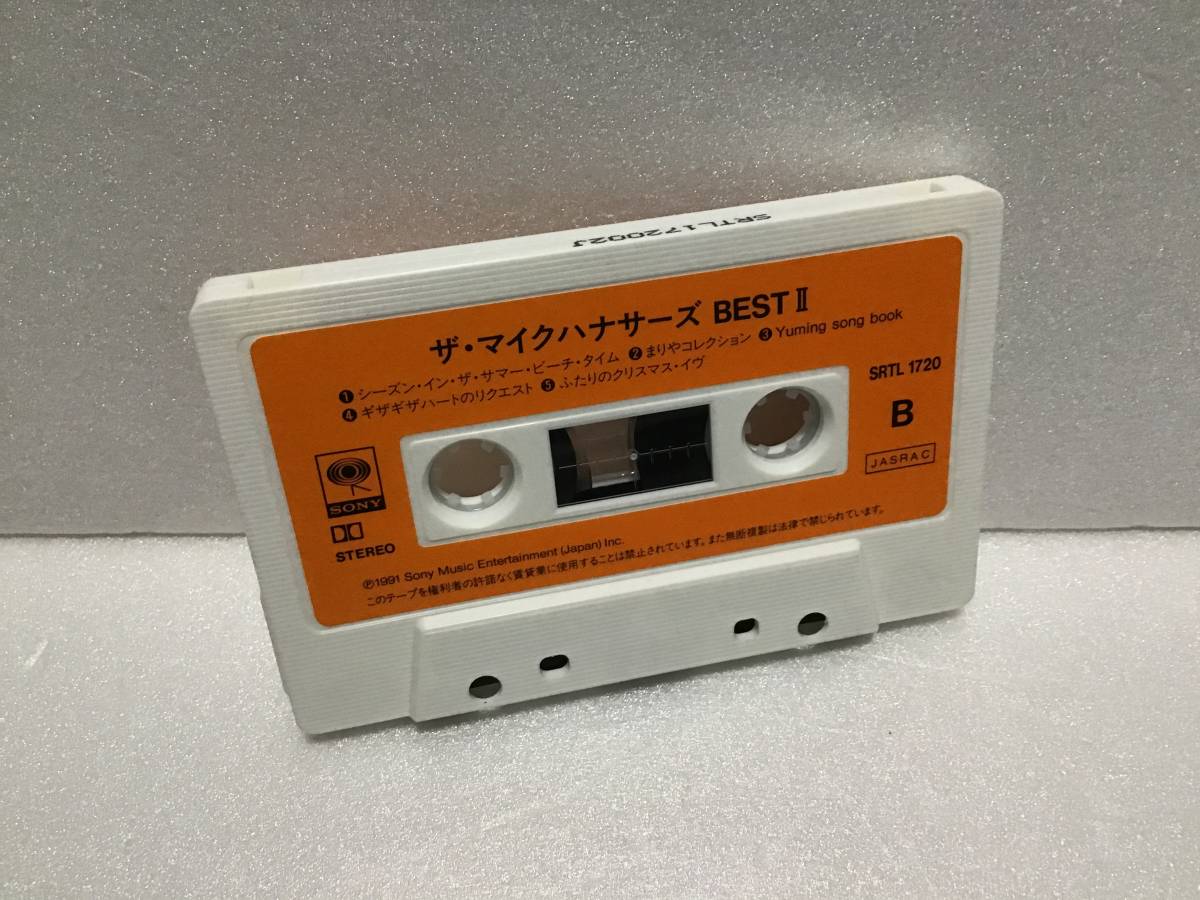 SRTL172002J
ザ・マイクハナサーズ BEST II
❶シーズン・イン・ザ・サマー・ビーチ・タイム ❷まりやコレクション ❸Yuming song book
❹ギザギザハートのリクエスト ❺ふたりのクリスマス・イヴ
SRTL 1720
B
JASRAC
SONY
STEREO
℗1991 Sony Music Entertainment (Japan) Inc.
このテープを権利者の許諾なく賃貸業に使用することは禁止されています。また無断複製は法律で禁じられています。